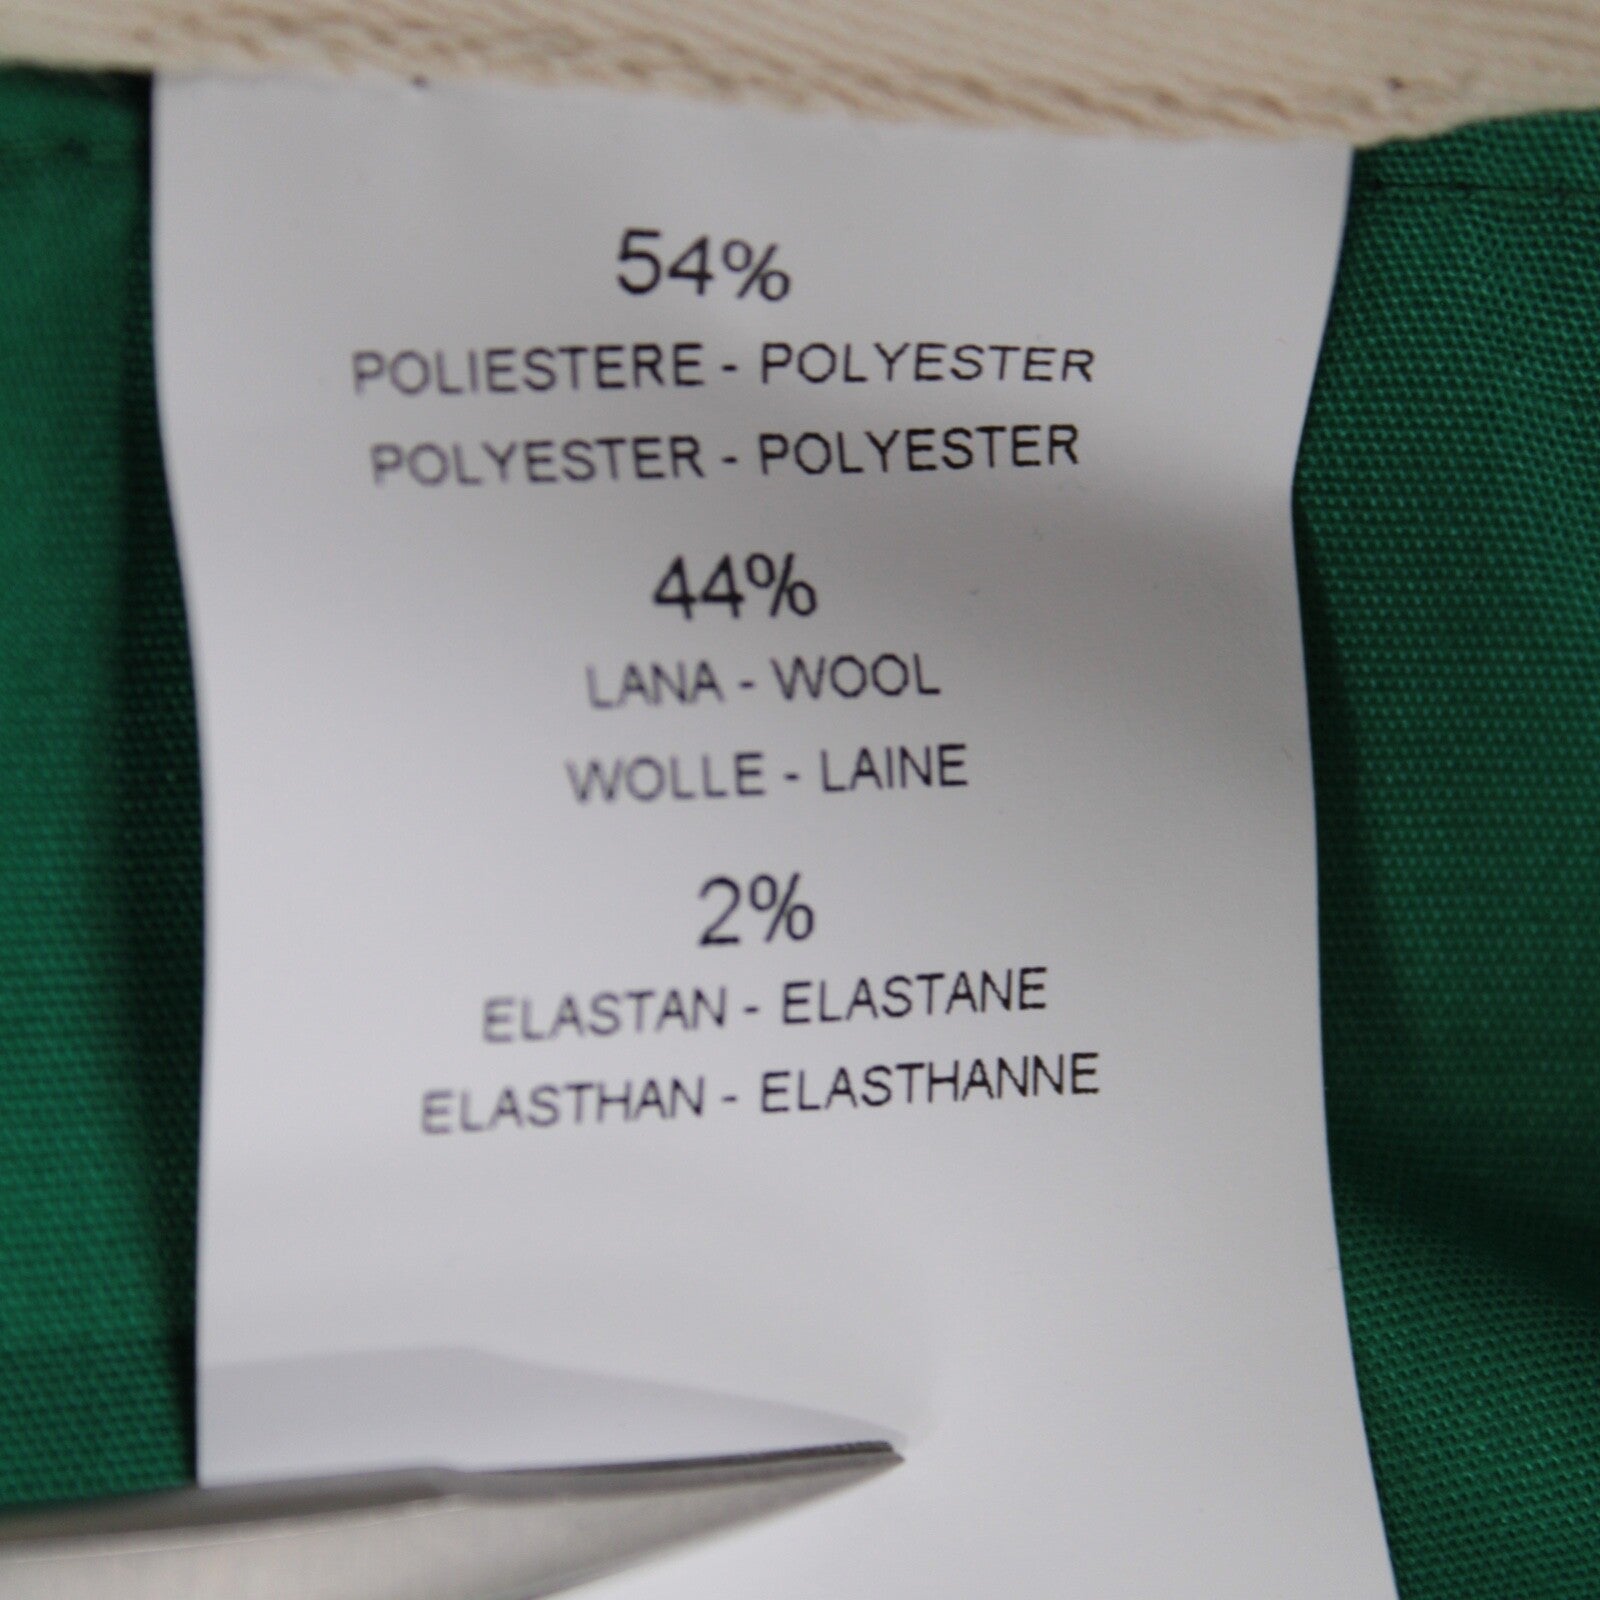 54%
POLIESTERE - POLYESTER
POLYESTER - POLYESTER
44%
LANA - WOOL
WOLLE - LAINE
2%
ELASTAN - ELASTANE
ELASTHAN - ELASTHANNE